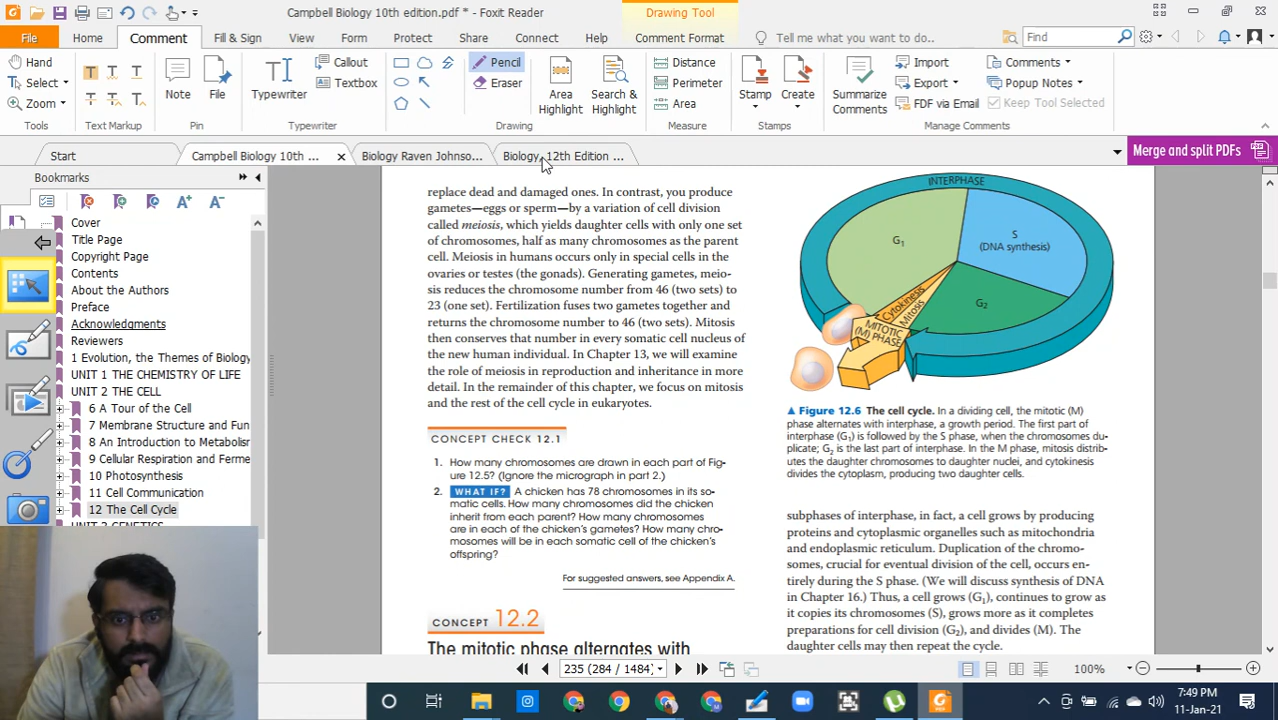 Campbell Biology 10th edition.pdf * - Foxit Reader
Drawing Tool
File Home Comment Fill & Sign View Form Protect Share Connect Help Comment Format Tell me what you want to do... Find
Hand
Select
Zoom
Tools
Text Markup
Note
File
Pin
Typewriter
Callout
Textbox
Typewriter
Pencil
Eraser
Area Highlight
Search & Highlight
Drawing
Distance
Perimeter
Area
Measure
Stamp
Create
Stamps
Summarize Comments
Import
Export
FDF via Email
Comments
Popup Notes
Keep Tool Selected
Manage Comments
Start
Campbell Biology 10th ...
Biology Raven Johnso...
Biology, 12th Edition ...
Merge and split PDFs
Bookmarks
Cover
Title Page
Copyright Page
Contents
About the Authors
Preface
Acknowledgments
Reviewers
1 Evolution, the Themes of Biology
UNIT 1 THE CHEMISTRY OF LIFE
UNIT 2 THE CELL
6 A Tour of the Cell
7 Membrane Structure and Fun
8 An Introduction to Metabolisr
9 Cellular Respiration and Ferme
10 Photosynthesis
11 Cell Communication
12 The Cell Cycle
replace dead and damaged ones. In contrast, you produce
gametes—eggs or sperm—by a variation of cell division
called meiosis, which yields daughter cells with only one set
of chromosomes, half as many chromosomes as the parent
cell. Meiosis in humans occurs only in special cells in the
ovaries or testes (the gonads). Generating gametes, meio-
sis reduces the chromosome number from 46 (two sets) to
23 (one set). Fertilization fuses two gametes together and
returns the chromosome number to 46 (two sets). Mitosis
then conserves that number in every somatic cell nucleus of
the new human individual. In Chapter 13, we will examine
the role of meiosis in reproduction and inheritance in more
detail. In the remainder of this chapter, we focus on mitosis
and the rest of the cell cycle in eukaryotes.
CONCEPT CHECK 12.1
1. How many chromosomes are drawn in each part of Fig-
ure 12.5? (Ignore the micrograph in part 2.)
2. WHAT IF? A chicken has 78 chromosomes in its so-
matic cells. How many chromosomes did the chicken
inherit from each parent? How many chromosomes
are in each of the chicken's gametes? How many chro-
mosomes will be in each somatic cell of the chicken's
offspring?
For suggested answers, see Appendix A.
CONCEPT 12.2
The mitotic phase alternates with
INTERPHASE
G1
S
(DNA synthesis)
G2
Cytokinesis
Mitosis
MITOTIC
(M) PHASE
▲ Figure 12.6 The cell cycle. In a dividing cell, the mitotic (M)
phase alternates with interphase, a growth period. The first part of
interphase (G1) is followed by the S phase, when the chromosomes du-
plicate; G2 is the last part of interphase. In the M phase, mitosis distrib-
utes the daughter chromosomes to daughter nuclei, and cytokinesis
divides the cytoplasm, producing two daughter cells.
subphases of interphase, in fact, a cell grows by producing
proteins and cytoplasmic organelles such as mitochondria
and endoplasmic reticulum. Duplication of the chromo-
somes, crucial for eventual division of the cell, occurs en-
tirely during the S phase. (We will discuss synthesis of DNA
in Chapter 16.) Thus, a cell grows (G1), continues to grow as
it copies its chromosomes (S), grows more as it completes
preparations for cell division (G2), and divides (M). The
daughter cells may then repeat the cycle.
235 (284 / 1484)
100%
7:49 PM
11-Jan-21